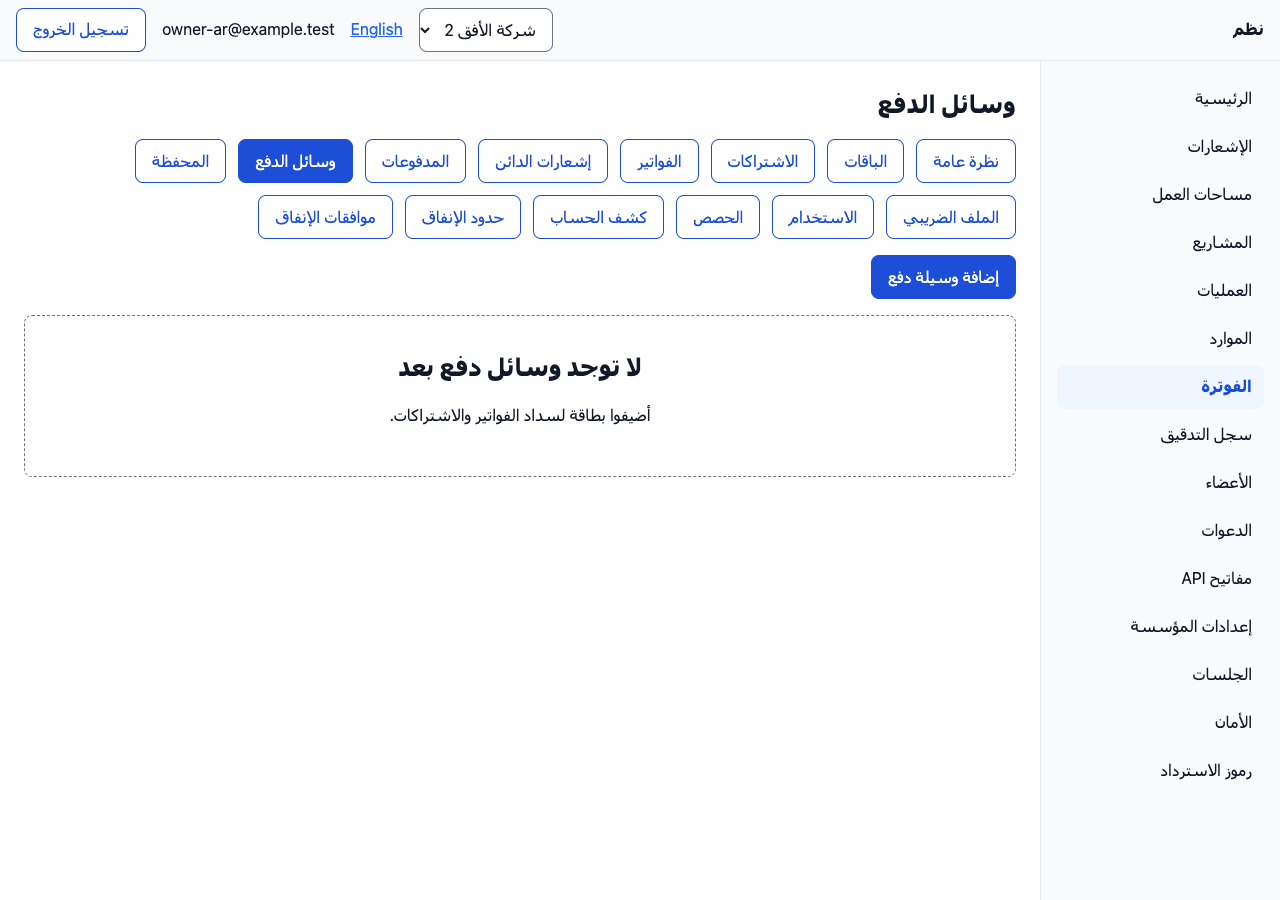 نظم
شركة الأفق 2
English
owner-ar@example.test
تسجيل الخروج
الرئيسية
الإشعارات
مساحات العمل
المشاريع
العمليات
الموارد
الفوترة
سجل التدقيق
الأعضاء
الدعوات
مفاتيح API
إعدادات المؤسسة
الجلسات
الأمان
رموز الاسترداد
وسائل الدفع
نظرة عامة
الباقات
الاشتراكات
الفواتير
إشعارات الدائن
المدفوعات
وسائل الدفع
المحفظة
الملف الضريبي
الاستخدام
الحصص
كشف الحساب
حدود الإنفاق
موافقات الإنفاق
إضافة وسيلة دفع
لا توجد وسائل دفع بعد
أضيفوا بطاقة لسداد الفواتير والاشتراكات.